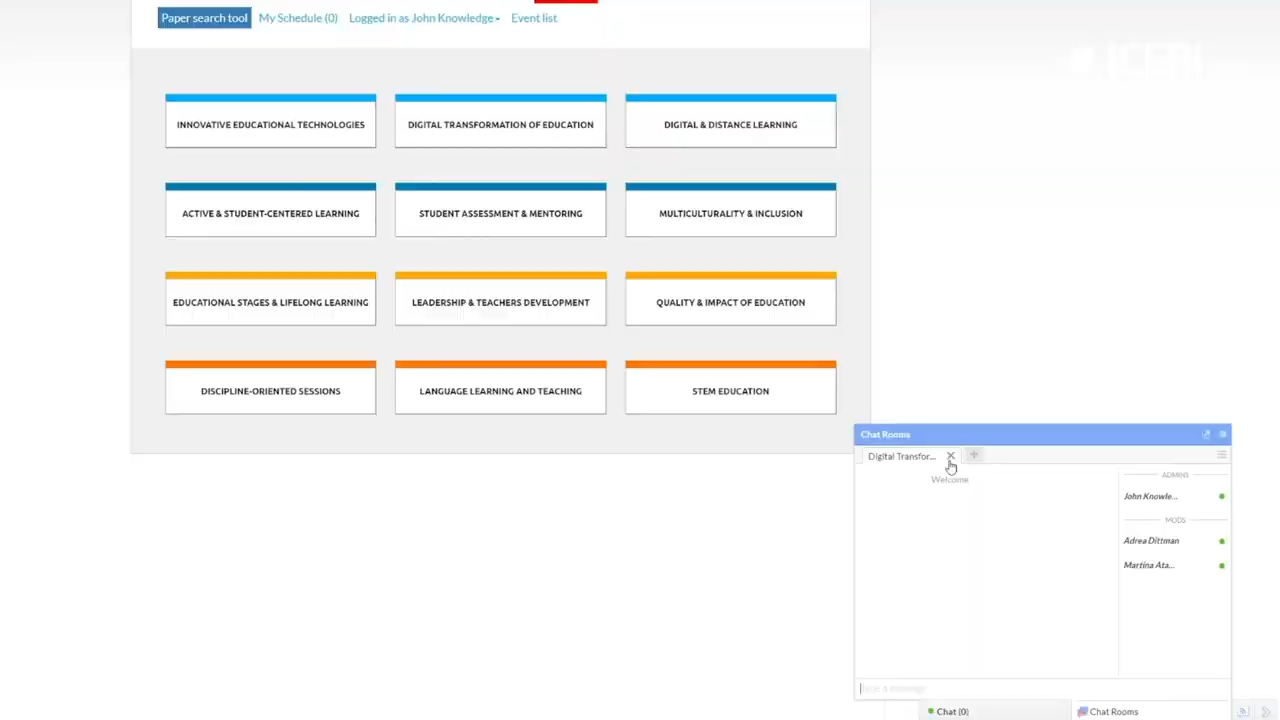 Paper search tool My Schedule (0) Logged in as John Knowledge Event list
ICERI
INNOVATIVE EDUCATIONAL TECHNOLOGIES DIGITAL TRANSFORMATION OF EDUCATION DIGITAL & DISTANCE LEARNING
ACTIVE & STUDENT-CENTERED LEARNING STUDENT ASSESSMENT & MENTORING MULTICULTURALITY & INCLUSION
EDUCATIONAL STAGES & LIFELONG LEARNING LEADERSHIP & TEACHERS DEVELOPMENT QUALITY & IMPACT OF EDUCATION
DISCIPLINE-ORIENTED SESSIONS LANGUAGE LEARNING AND TEACHING STEM EDUCATION
Chat Rooms
Digital Transfor...
Welcome
ADMINS
John Knowle...
MODS
Adrea Dittman
Martina Ata...
Type a message
Chat (0) Chat Rooms